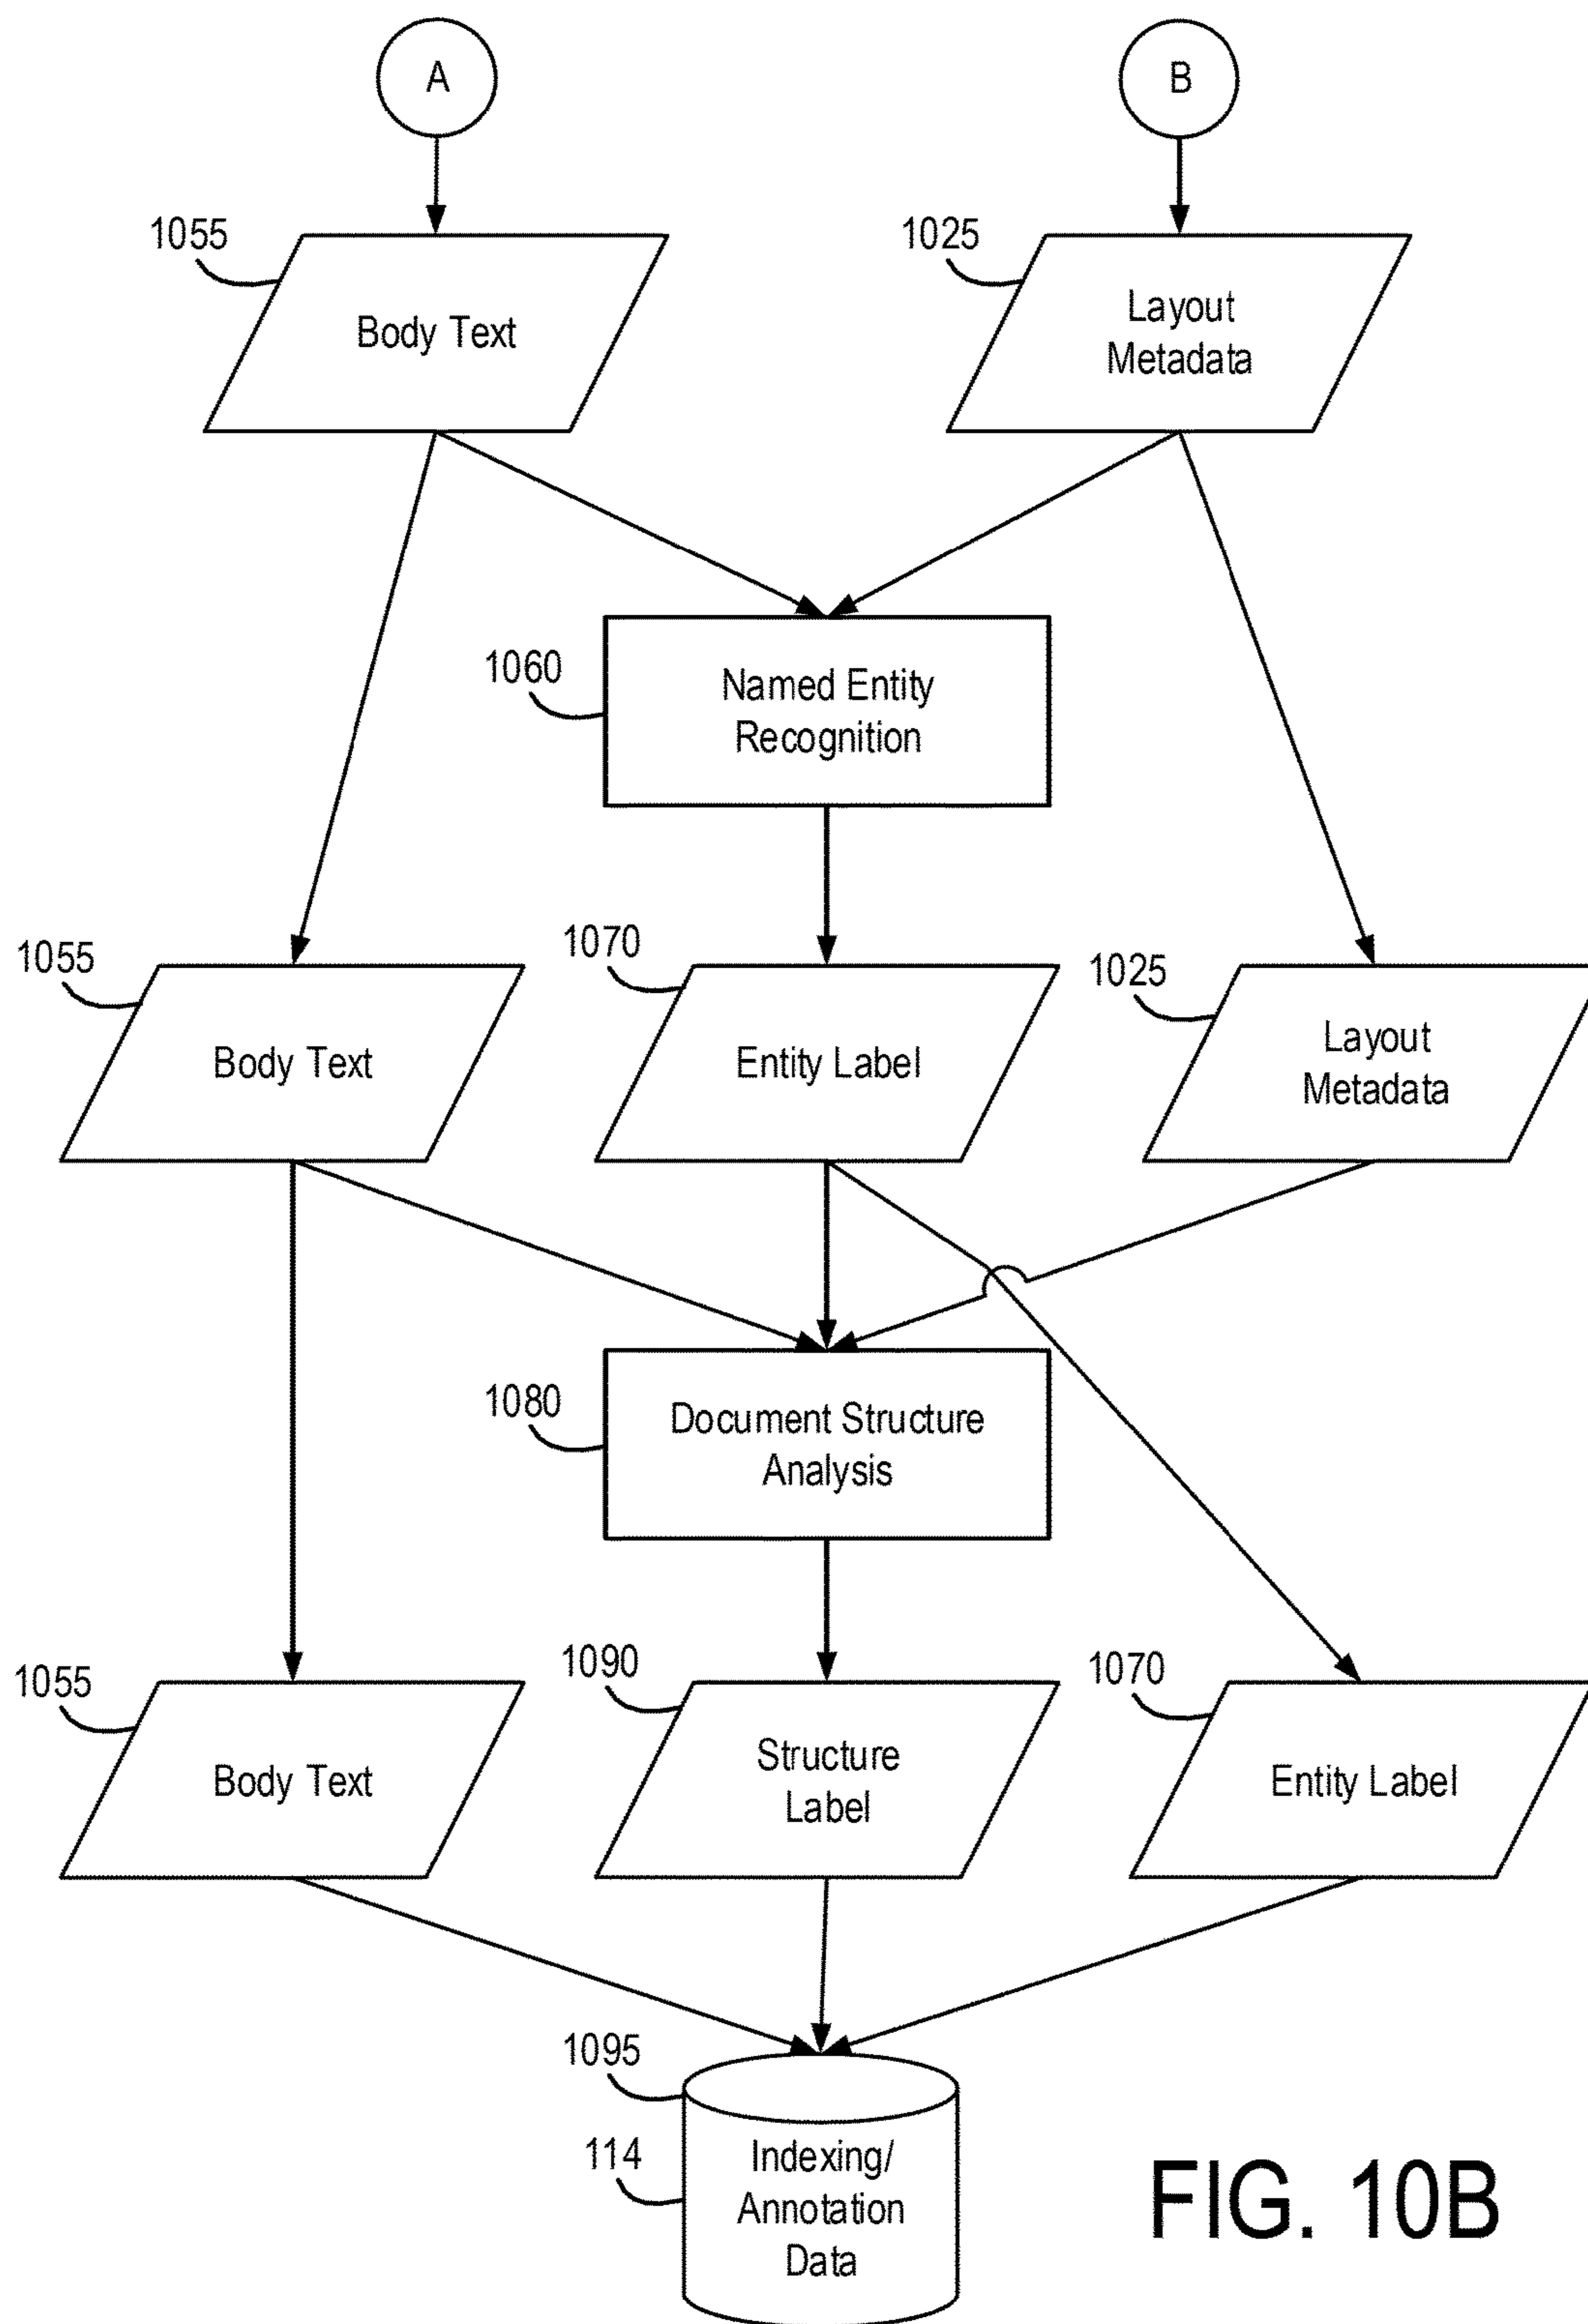 A
B
1055
Body Text
1025
Layout
Metadata
1060
Named Entity
Recognition
1055
Body Text
1070
Entity Label
1025
Layout
Metadata
1080
Document Structure
Analysis
1055
Body Text
1090
Structure
Label
1070
Entity Label
1095
114
Indexing/
Annotation
Data
FIG. 10B